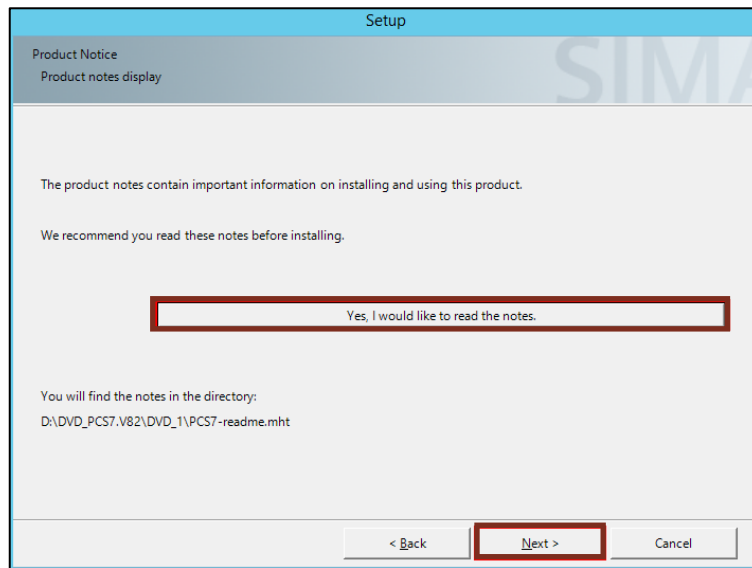 Setup
Product Notice
Product notes display
SIMA
The product notes contain important information on installing and using this product.
We recommend you read these notes before installing.
Yes, I would like to read the notes.
You will find the notes in the directory:
D:\DVD_PCS7.V82\DVD_1\PCS7-readme.mht
< Back
Next >
Cancel